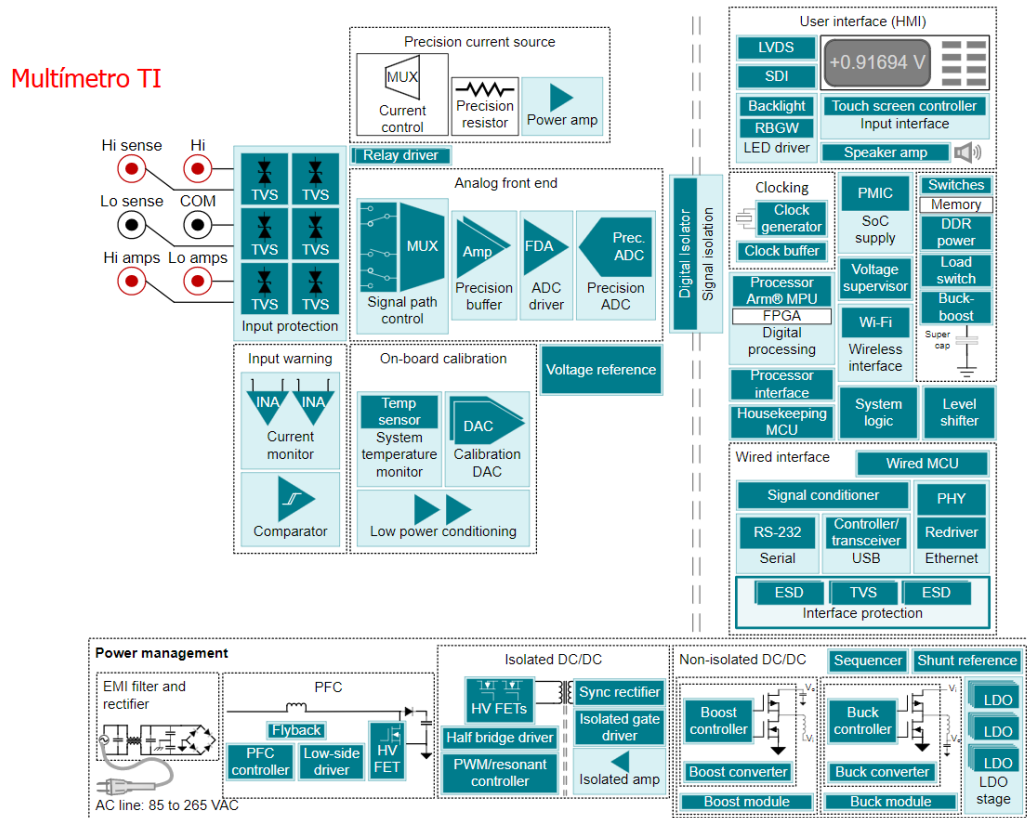 Multímetro TI
Precision current source
MUX
Current
control
Precision
resistor
Power amp
Relay driver
Hi sense
Hi
Lo sense
COM
Hi amps
Lo amps
TVS
TVS
TVS
TVS
TVS
TVS
Input protection
Analog front end
MUX
Signal path
control
Amp
Precision
buffer
FDA
ADC
driver
Prec.
ADC
Precision
ADC
Digital Isolator
Signal isolation
Input warning
INA
INA
Current
monitor
Comparator
On-board calibration
Temp
sensor
System
temperature
monitor
DAC
Calibration
DAC
Low power conditioning
Voltage reference
User interface (HMI)
LVDS
SDI
+0.91694 V
Backlight
RBGW
LED driver
Touch screen controller
Input interface
Speaker amp
Clocking
Clock
generator
Clock buffer
PMIC
SoC
supply
Switches
Memory
DDR
power
Load
switch
Buck-
boost
Super
cap
Processor
Arm® MPU
FPGA
Digital
processing
Voltage
supervisor
Wi-Fi
Wireless
interface
Processor
interface
Housekeeping
MCU
System
logic
Level
shifter
Wired interface
Wired MCU
Signal conditioner
PHY
RS-232
Serial
Controller/
transceiver
USB
Redriver
Ethernet
ESD
TVS
ESD
Interface protection
Power management
EMI filter and
rectifier
AC line: 85 to 265 VAC
PFC
Flyback
PFC
controller
Low-side
driver
HV
FET
Isolated DC/DC
HV FETs
Half bridge driver
PWM/resonant
controller
Sync rectifier
Isolated gate
driver
Isolated amp
Non-isolated DC/DC
Sequencer
Shunt reference
Boost
controller
Boost converter
Boost module
Buck
controller
Buck converter
Buck module
Vi
LDO
LDO
LDO
LDO
stage